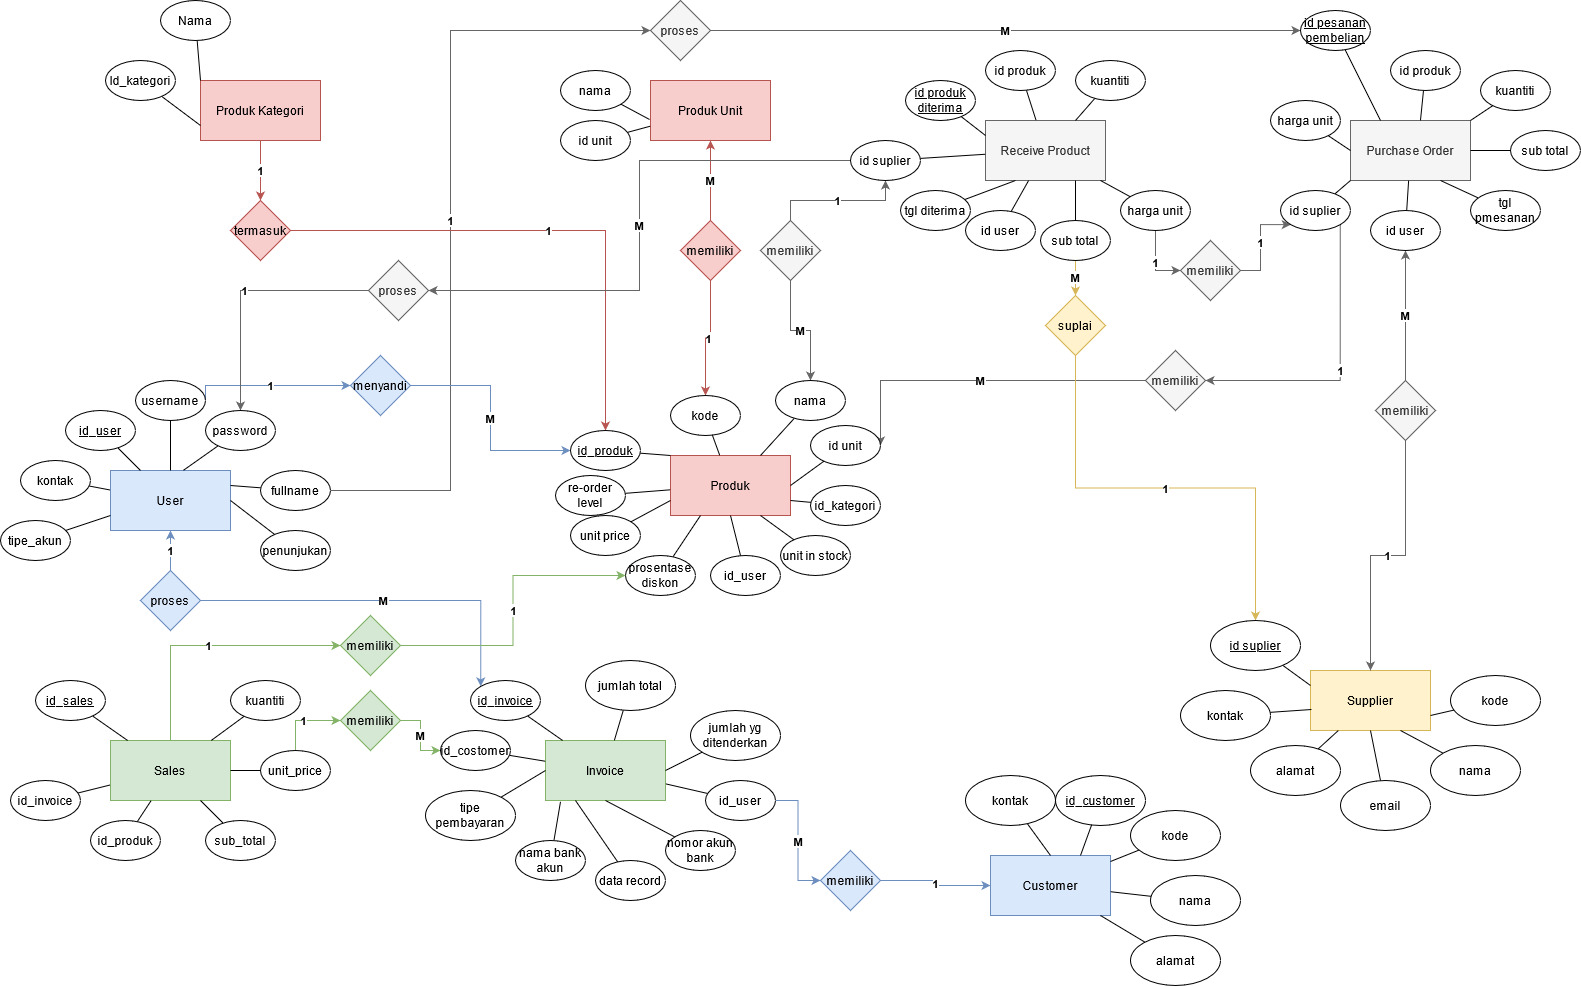 Nama
proses
M
id pesanan
pembelian
Id_kategori
Produk Kategori
nama
Produk Unit
id unit
id produk
kuantiti
id produk
diterima
Receive Product
id suplier
id produk
kuantiti
harga unit
Purchase Order
sub total
1
M
tgl diterima
id user
sub total
harga unit
id suplier
id user
tgl
pmesanan
1
termasuk
1
1
M
memiliki
1
memiliki
M
1
memiliki
1
M
suplai
1
proses
M
1
M
1
memiliki
M
memiliki
1
username
1
menyandi
M
id_user
password
kontak
User
fullname
tipe_akun
penunjukan
kode
nama
id_produk
id unit
Produk
re-order
level
id_kategori
unit price
unit in stock
prosentase
diskon
id_user
1
proses
M
1
memiliki
1
id suplier
Supplier
kode
kontak
alamat
nama
email
id_sales
kuantiti
1
memiliki
M
Sales
unit_price
id_invoice
id_produk
sub_total
id_invoice
jumlah total
id_costomer
jumlah yg
ditenderkan
Invoice
id_user
tipe
pembayaran
nama bank
akun
data record
nomor akun
bank
M
memiliki
1
kontak
id_customer
kode
Customer
nama
alamat